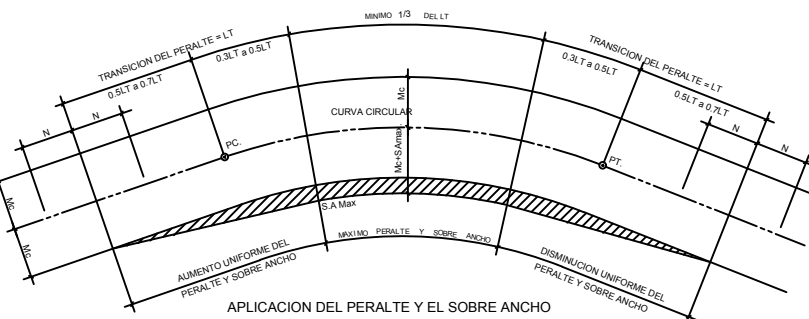 MINIMO 1/3 DEL LT
TRANSICION DEL PERALTE = LT
0.3LT a 0.5LT
0.5LT a 0.7LT
TRANSICION DEL PERALTE = LT
0.3LT a 0.5LT
0.5LT a 0.7LT
N
N
N
N
Mc
CURVA CIRCULAR
PC.
PT.
Mc+SAmax.
Mc
Mc
S.A Max
MAXIMO PERALTE Y SOBRE ANCHO
AUMENTO UNIFORME DEL
PERALTE Y SOBRE ANCHO
DISMINUCION UNIFORME DEL
PERALTE Y SOBRE ANCHO
APLICACION DEL PERALTE Y EL SOBRE ANCHO